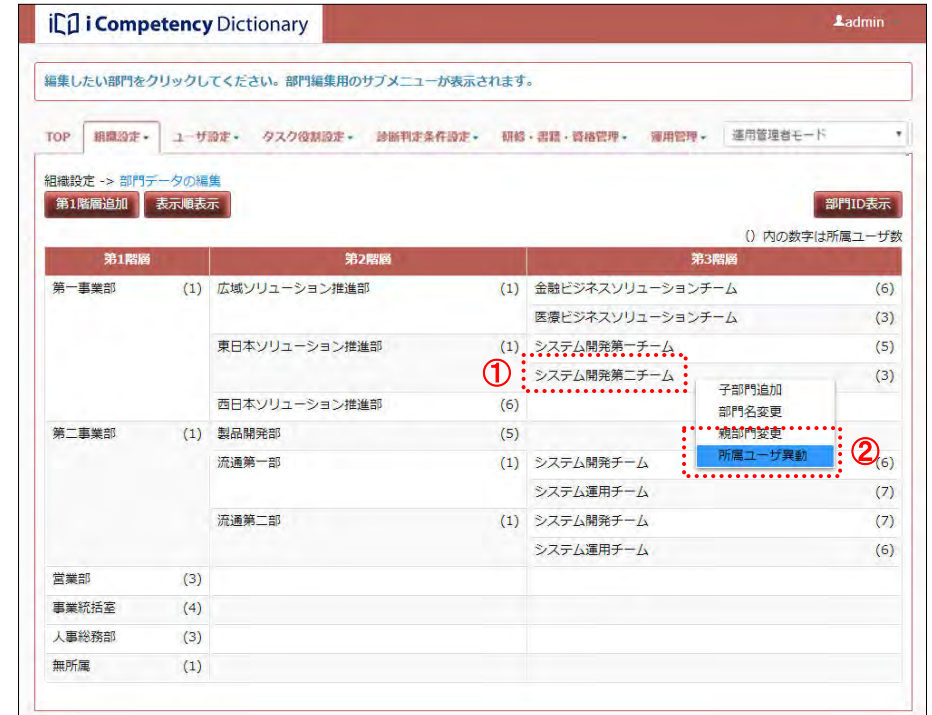 iCD i Competency Dictionary
admin
編集したい部門をクリックしてください。部門編集用のサブメニューが表示されます。
TOP 組織設定 ユーザ設定 タスク役割設定 診断判定条件設定 研修・書籍・資格管理 運用管理 運用管理者モード
組織設定 -> 部門データの編集
第1階層追加 表示順表示 部門ID表示
() 内の数字は所属ユーザ数
第1階層 第2階層 第3階層
第一事業部 (1) 広域ソリューション推進部 (1) 金融ビジネスソリューションチーム (6)
医療ビジネスソリューションチーム (3)
東日本ソリューション推進部 (1) システム開発第一チーム (5)
① システム開発第二チーム (3)
子部門追加
西日本ソリューション推進部 (6)
部門名変更
第二事業部 (1) 製品開発部 (5)
親部門変更
流通第一部 (1) システム開発チーム (6)
所属ユーザ異動 ②
システム運用チーム (7)
流通第二部 (1) システム開発チーム (7)
システム運用チーム (6)
営業部 (3)
事業統括室 (4)
人事総務部 (3)
無所属 (1)